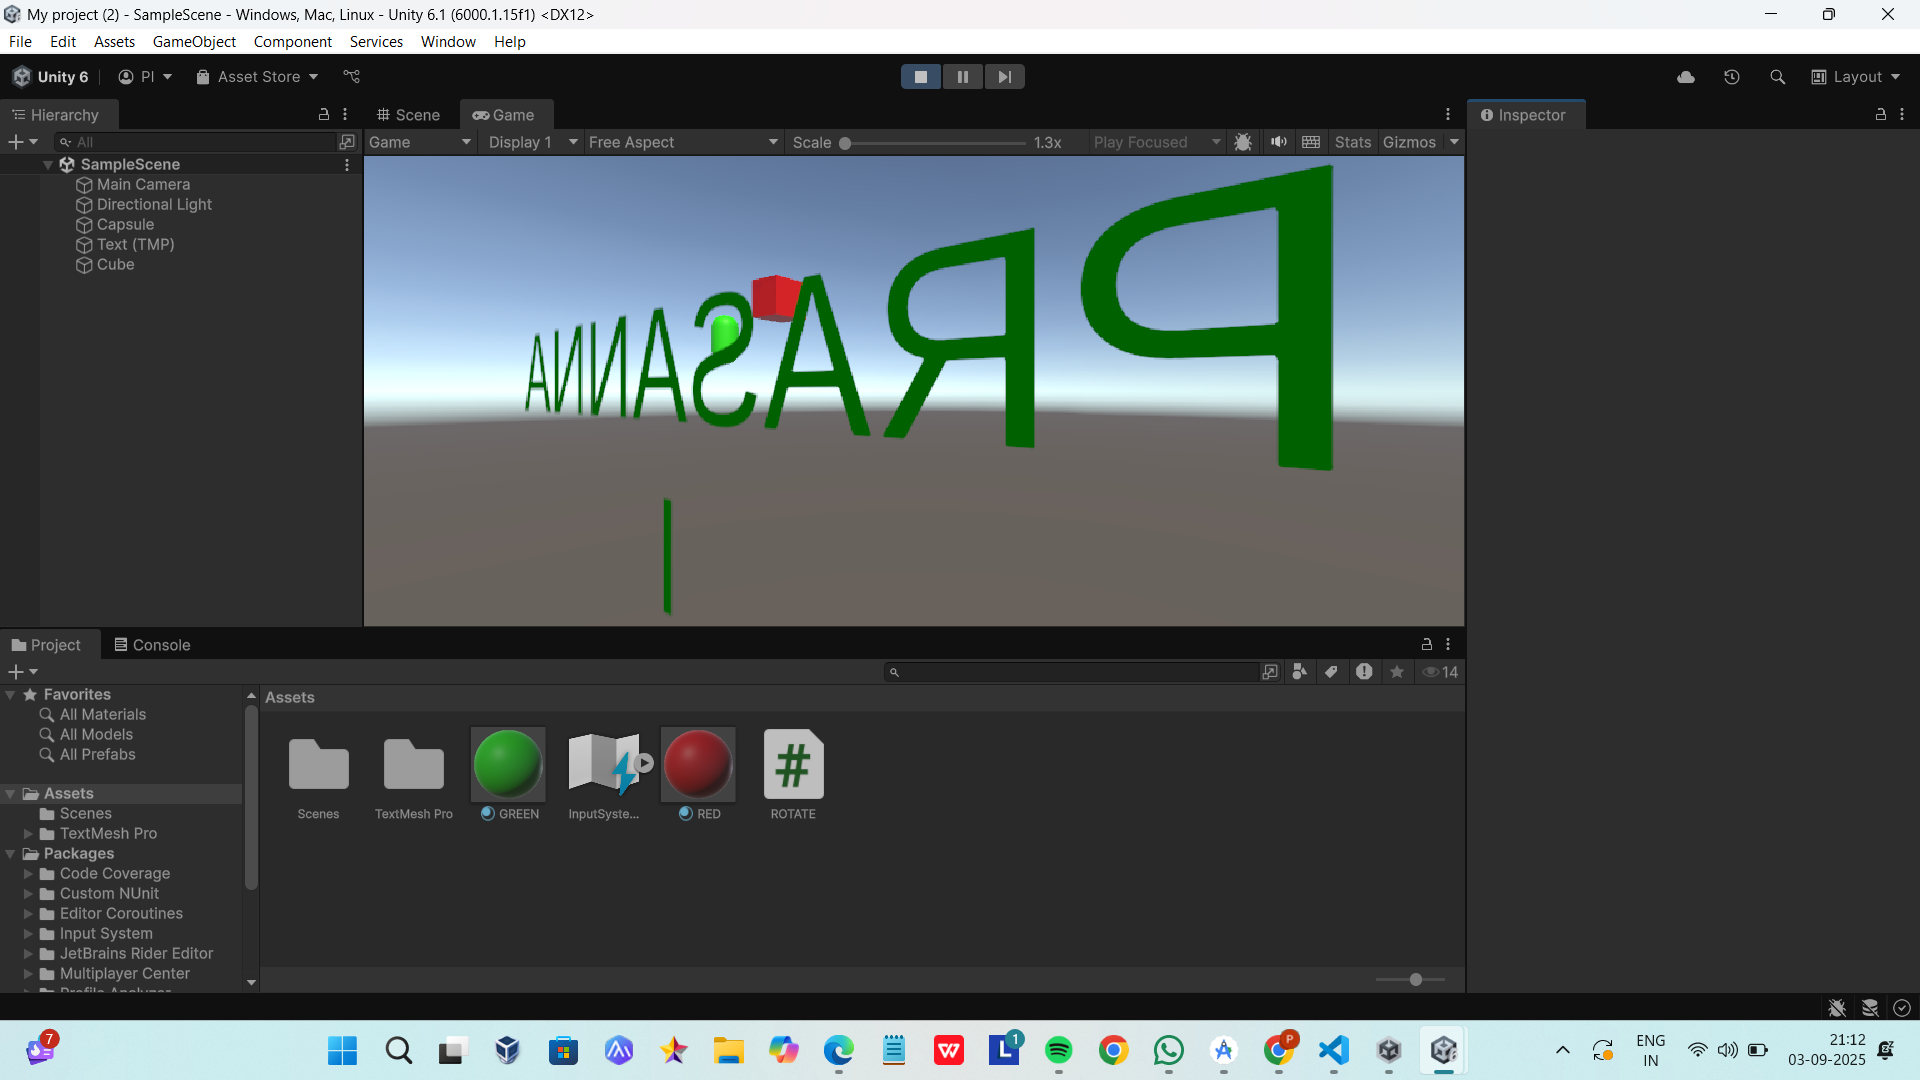 My project (2) - SampleScene - Windows, Mac, Linux - Unity 6.1 (6000.1.15f1) <DX12>
File Edit Assets GameObject Component Services Window Help
Unity 6 PI Asset Store Layout
Hierarchy Scene Game Inspector
All Game Display 1 Free Aspect Scale 1.3x Play Focused Stats Gizmos
SampleScene
Main Camera
Directional Light
Capsule
Text (TMP)
Cube
PRASANNA
I
Project Console
14
Favorites
All Materials
All Models
All Prefabs
Assets
Scenes
TextMesh Pro
Packages
Code Coverage
Custom NUnit
Editor Coroutines
Input System
JetBrains Rider Editor
Multiplayer Center
Profile Analyzer
Assets
Scenes TextMesh Pro GREEN InputSyste... RED ROTATE
7 1 P
ENG
IN
21:12
03-09-2025